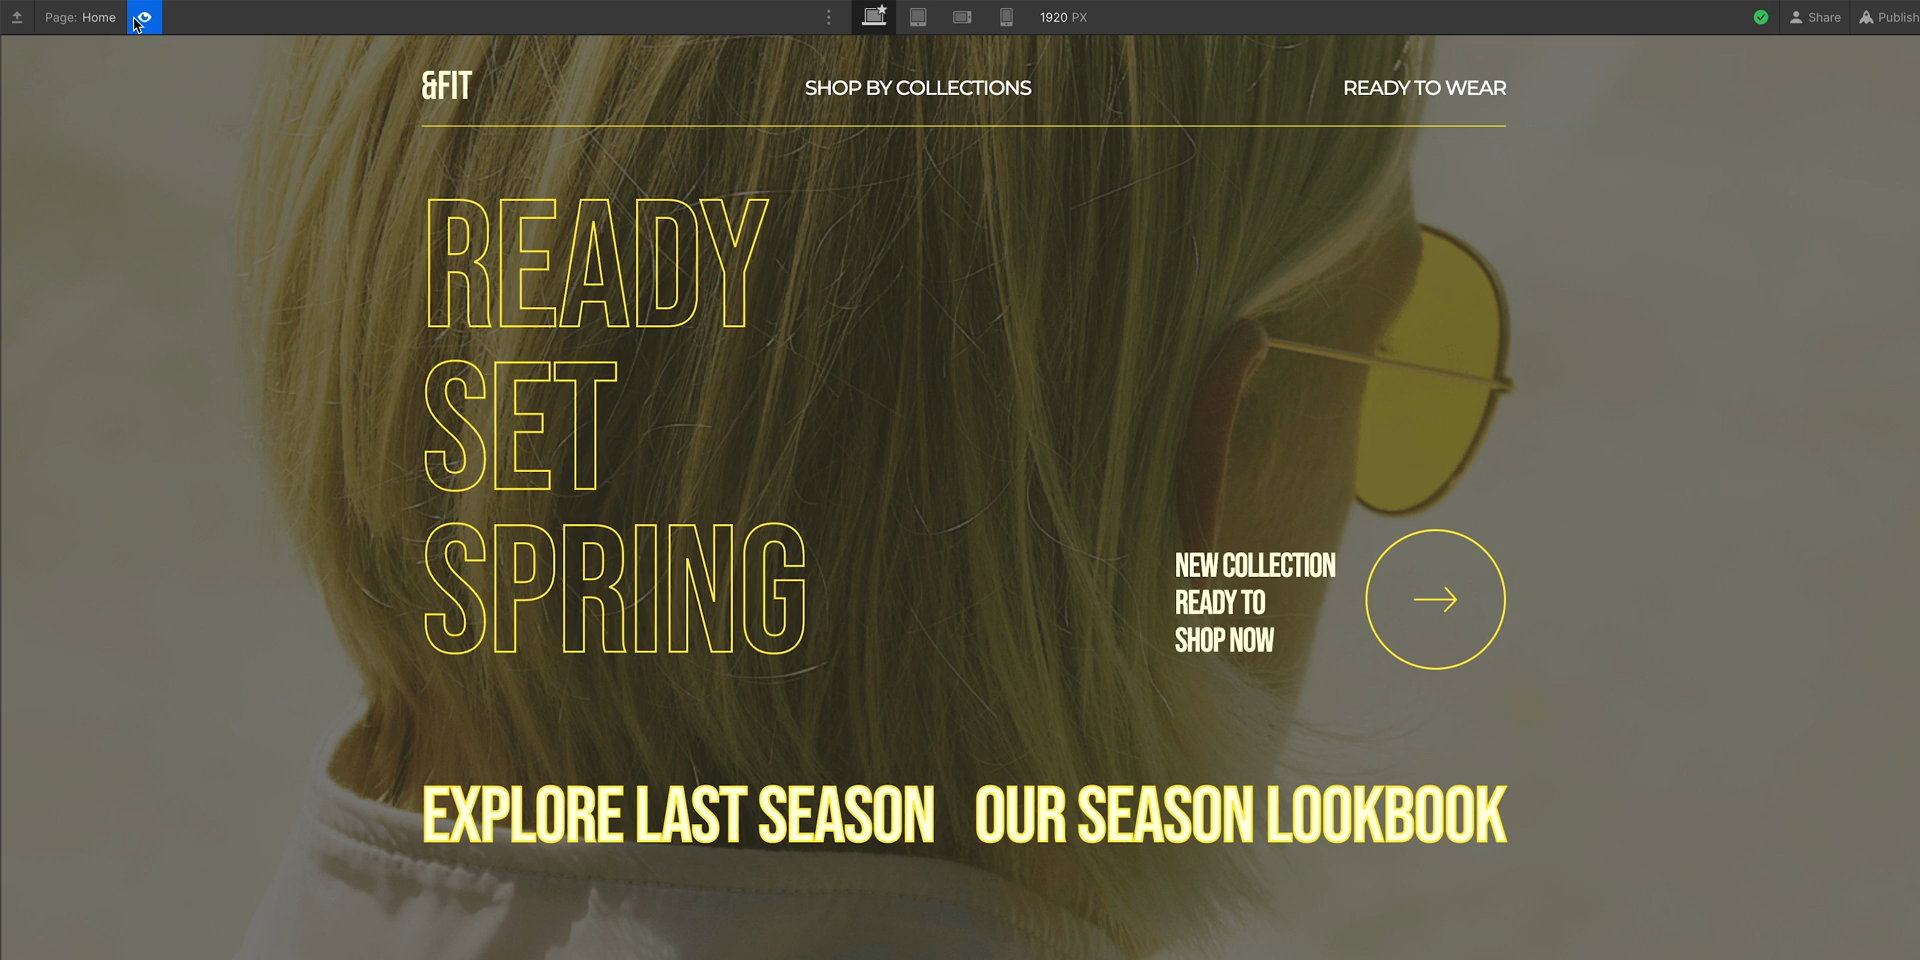 Page: Home
1920 PX
Share
Publish
&FIT
SHOP BY COLLECTIONS
READY TO WEAR
READY
SET
SPRING
NEW COLLECTION
READY TO
SHOP NOW
EXPLORE LAST SEASON
OUR SEASON LOOKBOOK